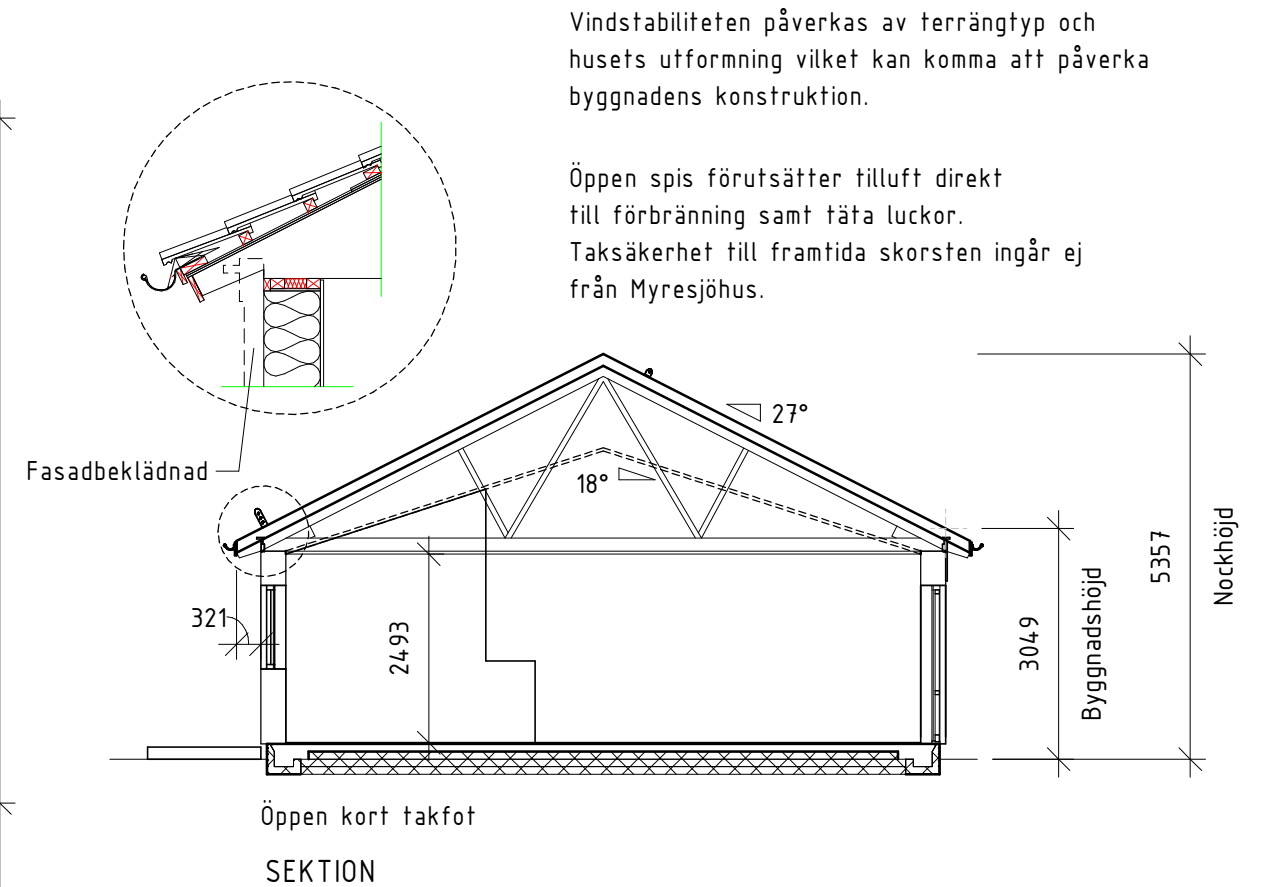 Vindstabiliteten påverkas av terrängtyp och
husets utformning vilket kan komma att påverka
byggnadens konstruktion.
Öppen spis förutsätter tilluft direkt
till förbränning samt täta luckor.
Taksäkerhet till framtida skorsten ingår ej
från Myresjöhus.
27°
Fasadbeklädnad
18°
321
2493
3049
Byggnadshöjd
5357
Nockhöjd
Öppen kort takfot
SEKTION